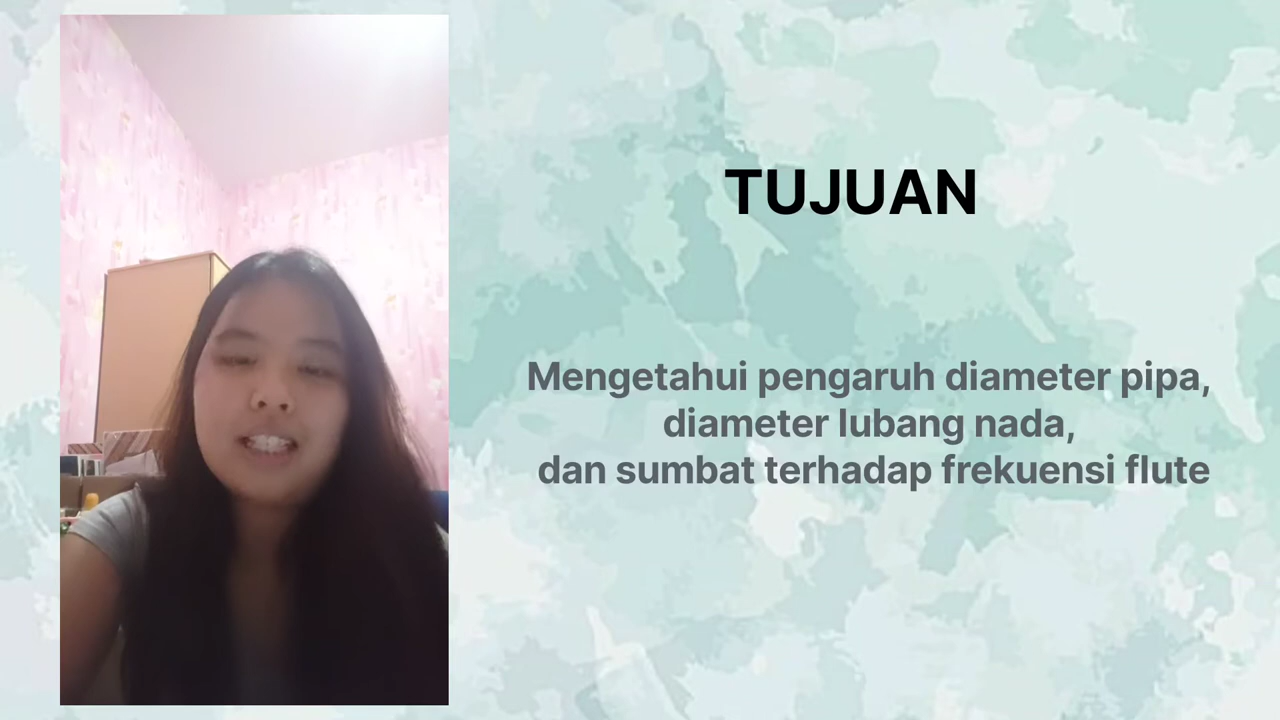 TUJUAN
Mengetahui pengaruh diameter pipa,
diameter lubang nada,
dan sumbat terhadap frekuensi flute